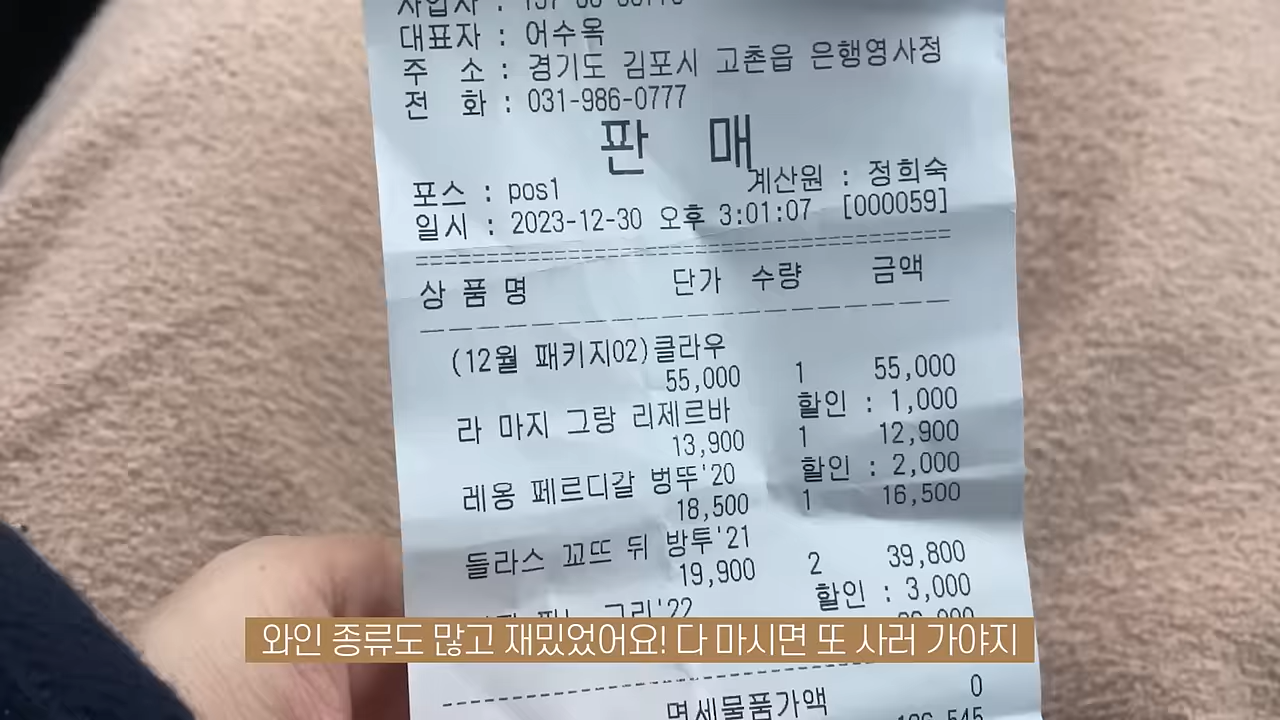 대표자 : 어수옥
주 소 : 경기도 김포시 고촌읍 은행영사정
전 화 : 031-986-0777
판 매
포스 : pos1 계산원 : 정희숙
일시 : 2023-12-30 오후 3:01:07 [000059]
상 품 명 단가 수량 금액
(12월 패키지02)클라우
55,000 1 55,000
라 마지 그랑 리제르바 할인 : 1,000
13,900 1 12,900
레옹 페르디갈 벙뚜'20 할인 : 2,000
18,500 1 16,500
들라스 꼬뜨 뒤 방투'21
19,900 2 39,800
그리'22 할인 : 3,000
와인 종류도 많고 재밌었어요! 다 마시면 또 사러 가야지
면세물품가액 0